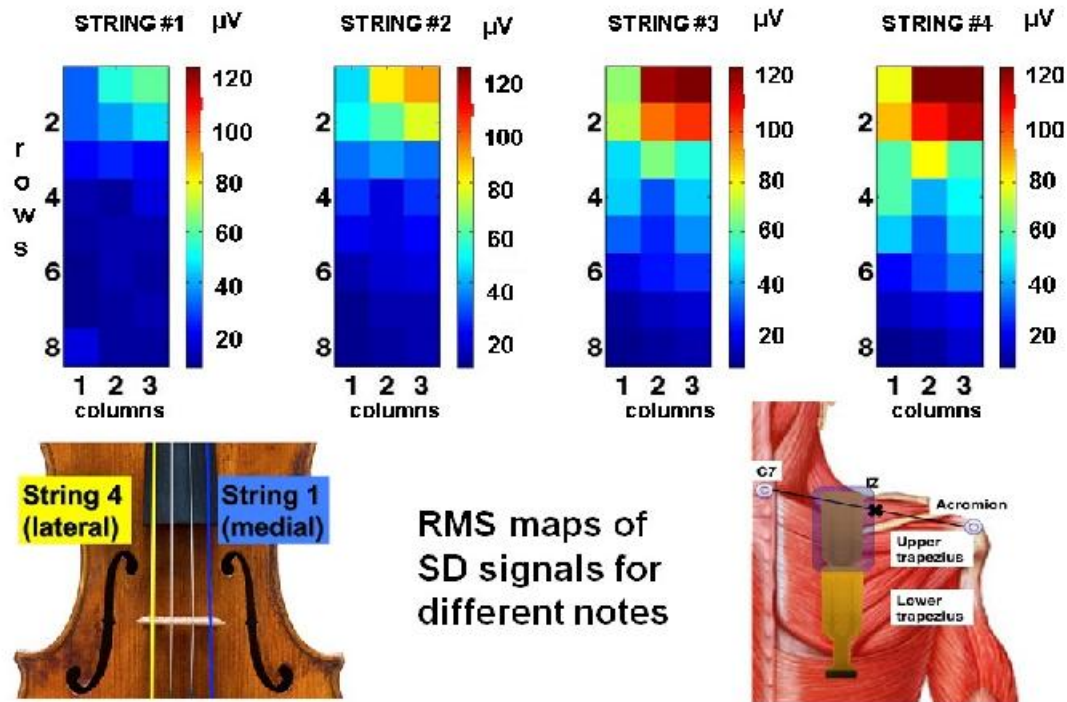 STRING #1 µV
STRING #2 µV
STRING #3 µV
STRING #4 µV
rows
2
4
6
8
120
100
80
60
40
20
1 2 3
columns
2
4
6
8
120
100
80
60
40
20
1 2 3
columns
2
4
6
8
120
100
80
60
40
20
1 2 3
columns
2
4
6
8
120
100
80
60
40
20
1 2 3
columns
String 4
(lateral)
String 1
(medial)
RMS maps of
SD signals for
different notes
C7
IZ
Acromion
Upper
trapezius
Lower
trapezius